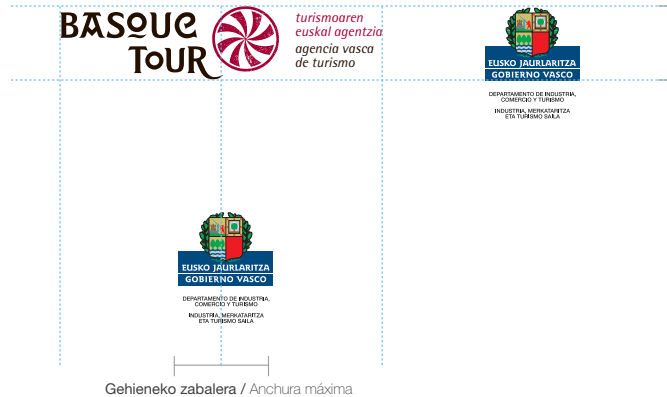 BASQUE
TOUR
turismoaren
euskal agentzia
agencia vasca
de turismo
EUSKO JAURLARITZA
GOBIERNO VASCO
DEPARTAMENTO DE INDUSTRIA,
COMERCIO Y TURISMO
INDUSTRIA, MERKATARITZA
ETA TURISMO SAILA
EUSKO JAURLARITZA
GOBIERNO VASCO
DEPARTAMENTO DE INDUSTRIA,
COMERCIO Y TURISMO
INDUSTRIA, MERKATARITZA
ETA TURISMO SAILA
Gehieneko zabalera / Anchura máxima